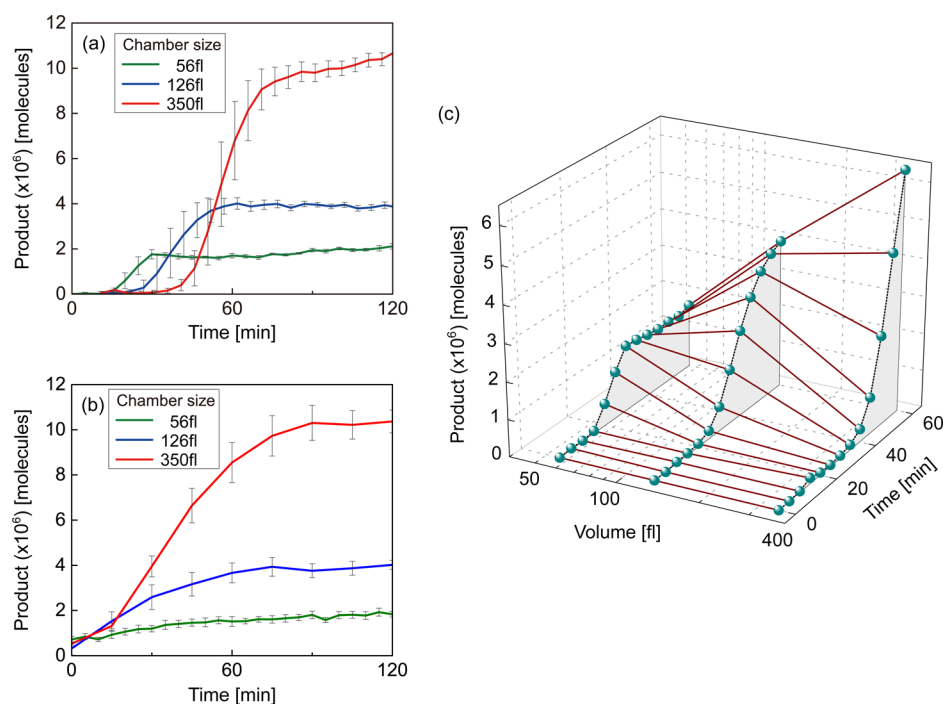 (a)
Chamber size
56fl
126fl
350fl
Product (x10⁶) [molecules]
12
10
8
6
4
2
0
0
60
120
Time [min]
(b)
Chamber size
56fl
126fl
350fl
Product (x10⁶) [molecules]
12
10
8
6
4
2
0
0
60
120
Time [min]
(c)
Product (x10⁶) [molecules]
6
5
4
3
2
1
0
50
100
400
Volume [fl]
0
20
40
60
Time [min]